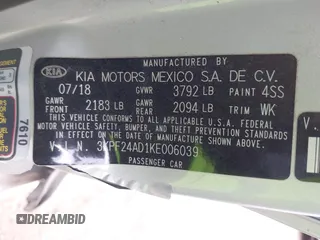 KIA KIA MOTORS MEXICO S.A. DE C.V.
07/18 GVWR 3792 LB PAINT 4SS
GAWR FRONT 2183 LB GAWR REAR 2094 LB TRIM WK
THIS VEHICLE CONFORMS TO ALL APPLICABLE U.S. FEDERAL
MOTOR VEHICLE SAFETY, BUMPER, AND THEFT PREVENTION
STANDARDS IN EFFECT ON THE DATE OF MANUFACTURE
SHOWN ABOVE.
V. I. N. 3KPF24AD1KE006039
PASSENGER CAR
7610
DREAMBID